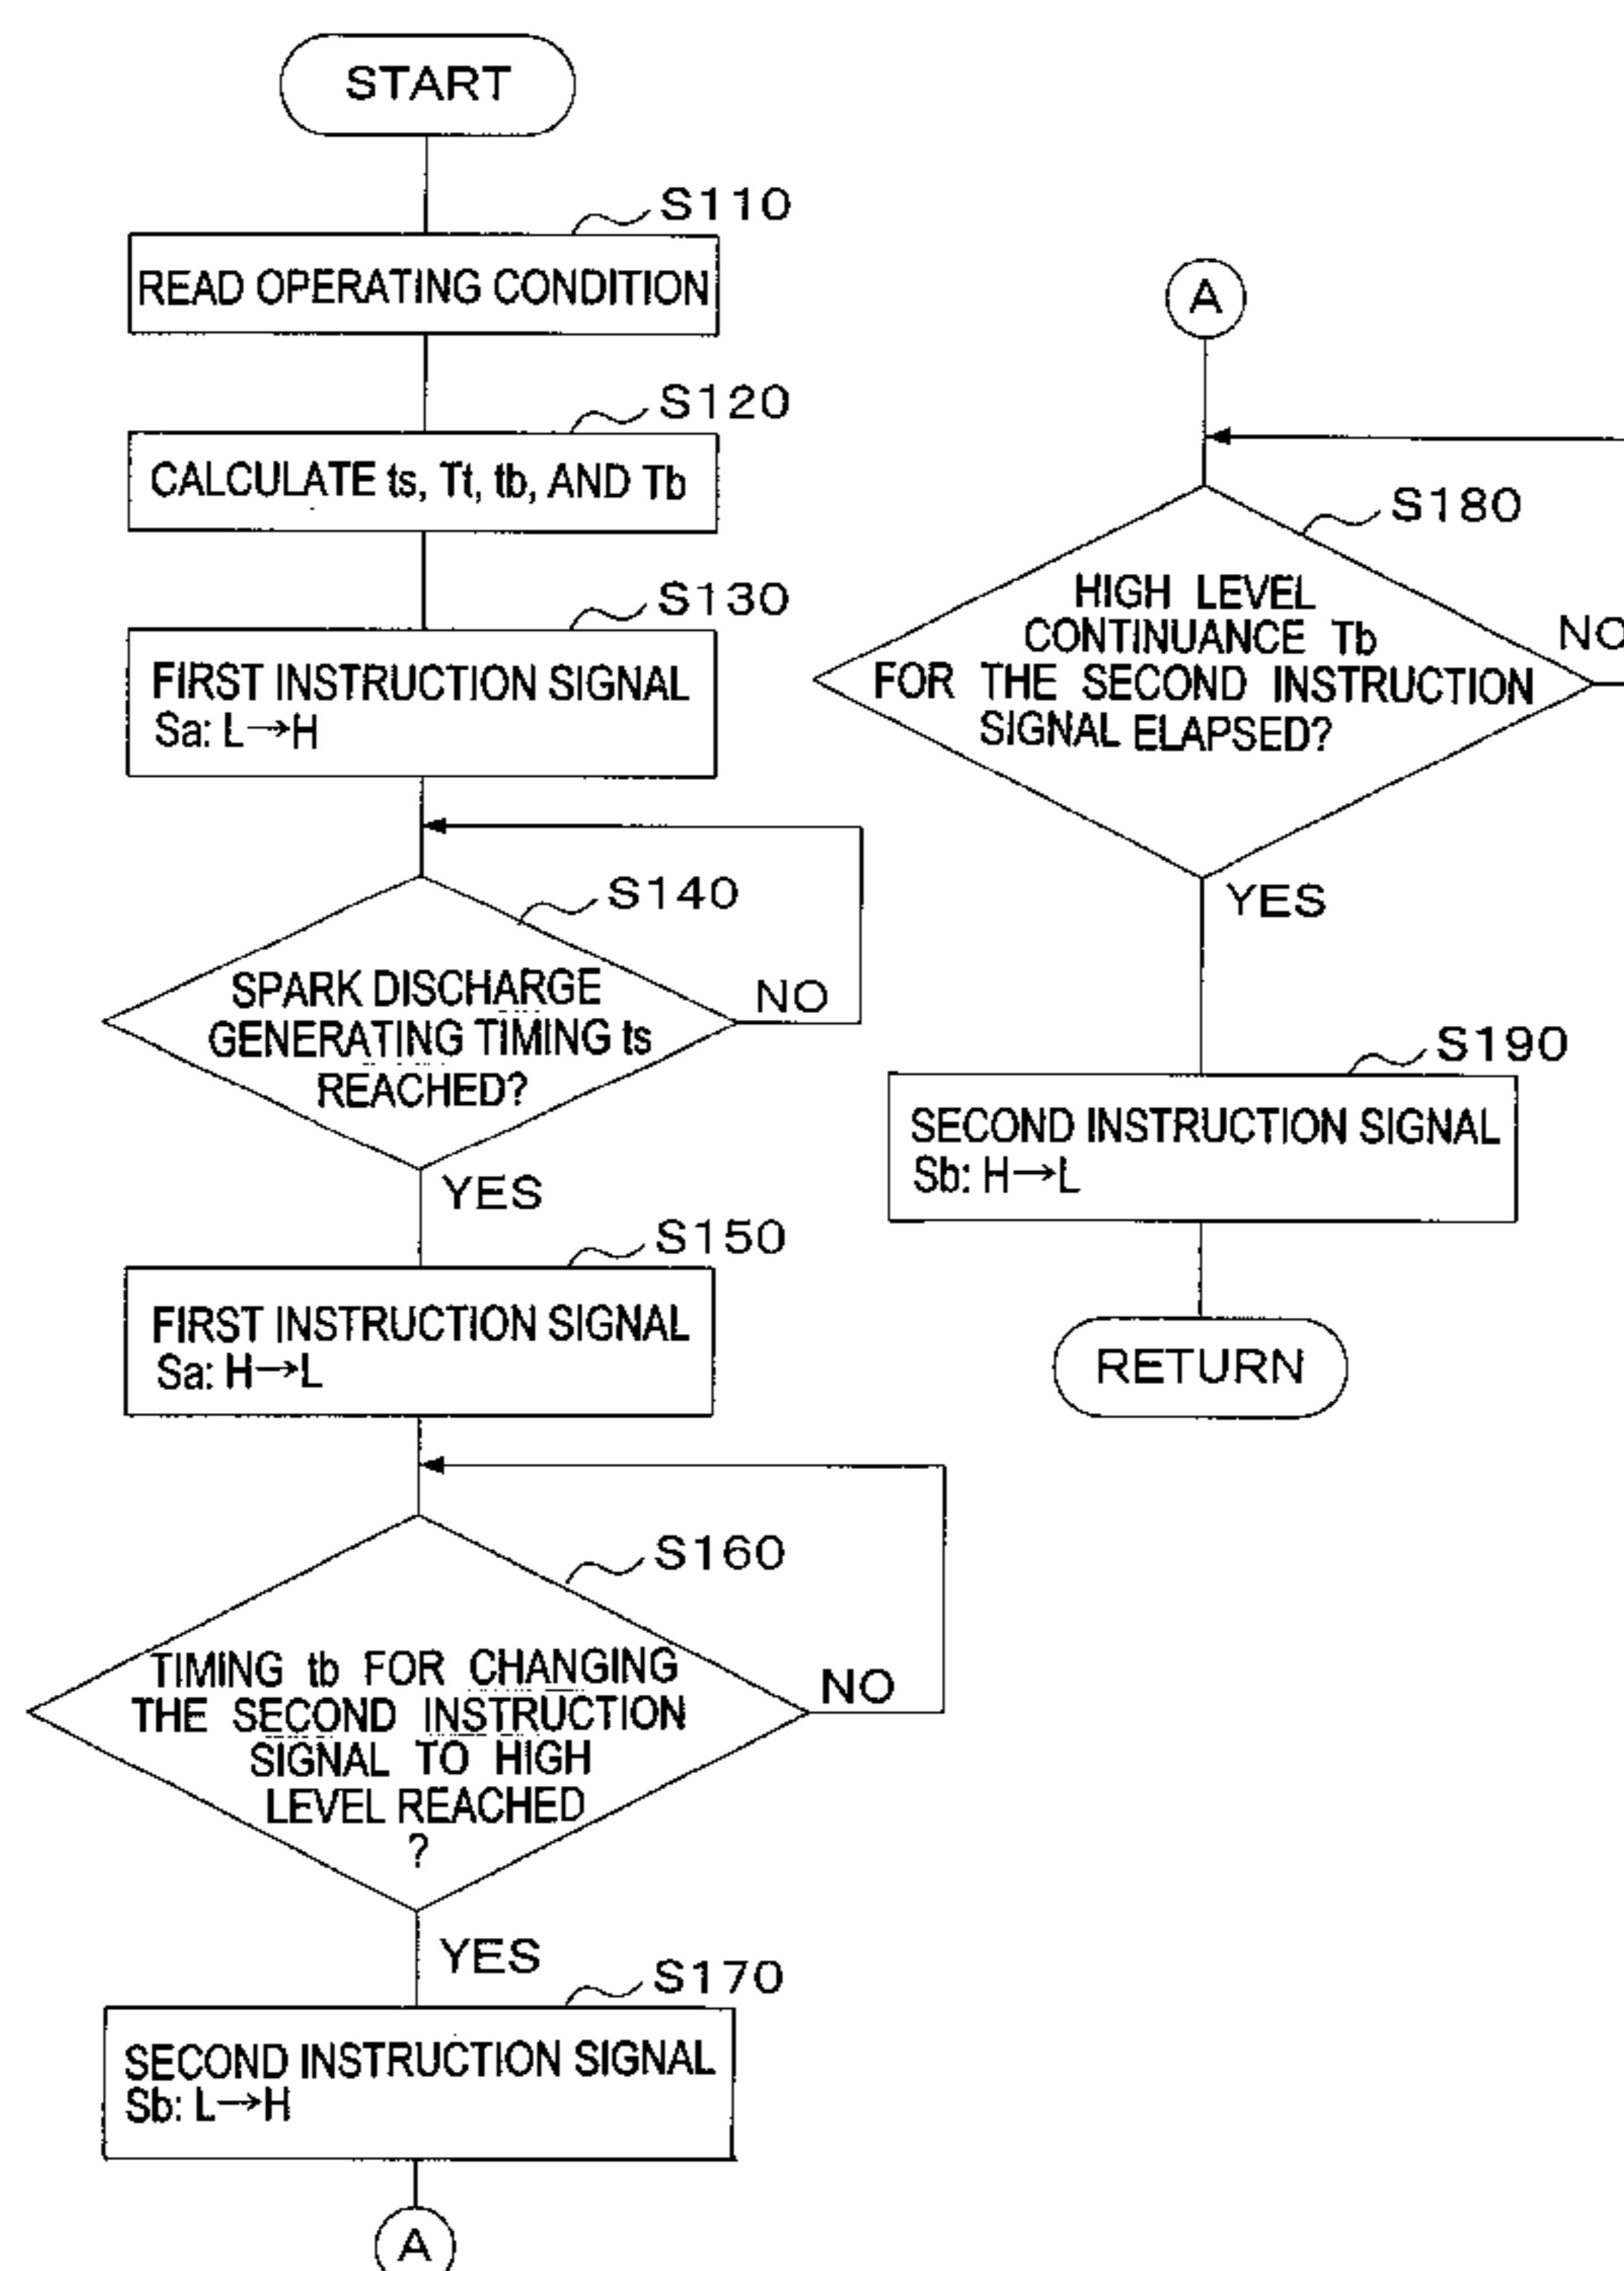 START
S110
READ OPERATING CONDITION
S120
CALCULATE ts, Tt, tb, AND Tb
S130
FIRST INSTRUCTION SIGNAL
Sa: L→H
S140
SPARK DISCHARGE
GENERATING TIMING ts
REACHED?
NO
YES
S150
FIRST INSTRUCTION SIGNAL
Sa: H→L
S160
TIMING tb FOR CHANGING
THE SECOND INSTRUCTION
SIGNAL TO HIGH
LEVEL REACHED
?
NO
YES
S170
SECOND INSTRUCTION SIGNAL
Sb: L→H
A
A
S180
HIGH LEVEL
CONTINUANCE Tb
FOR THE SECOND INSTRUCTION
SIGNAL ELAPSED?
NO
YES
S190
SECOND INSTRUCTION SIGNAL
Sb: H→L
RETURN